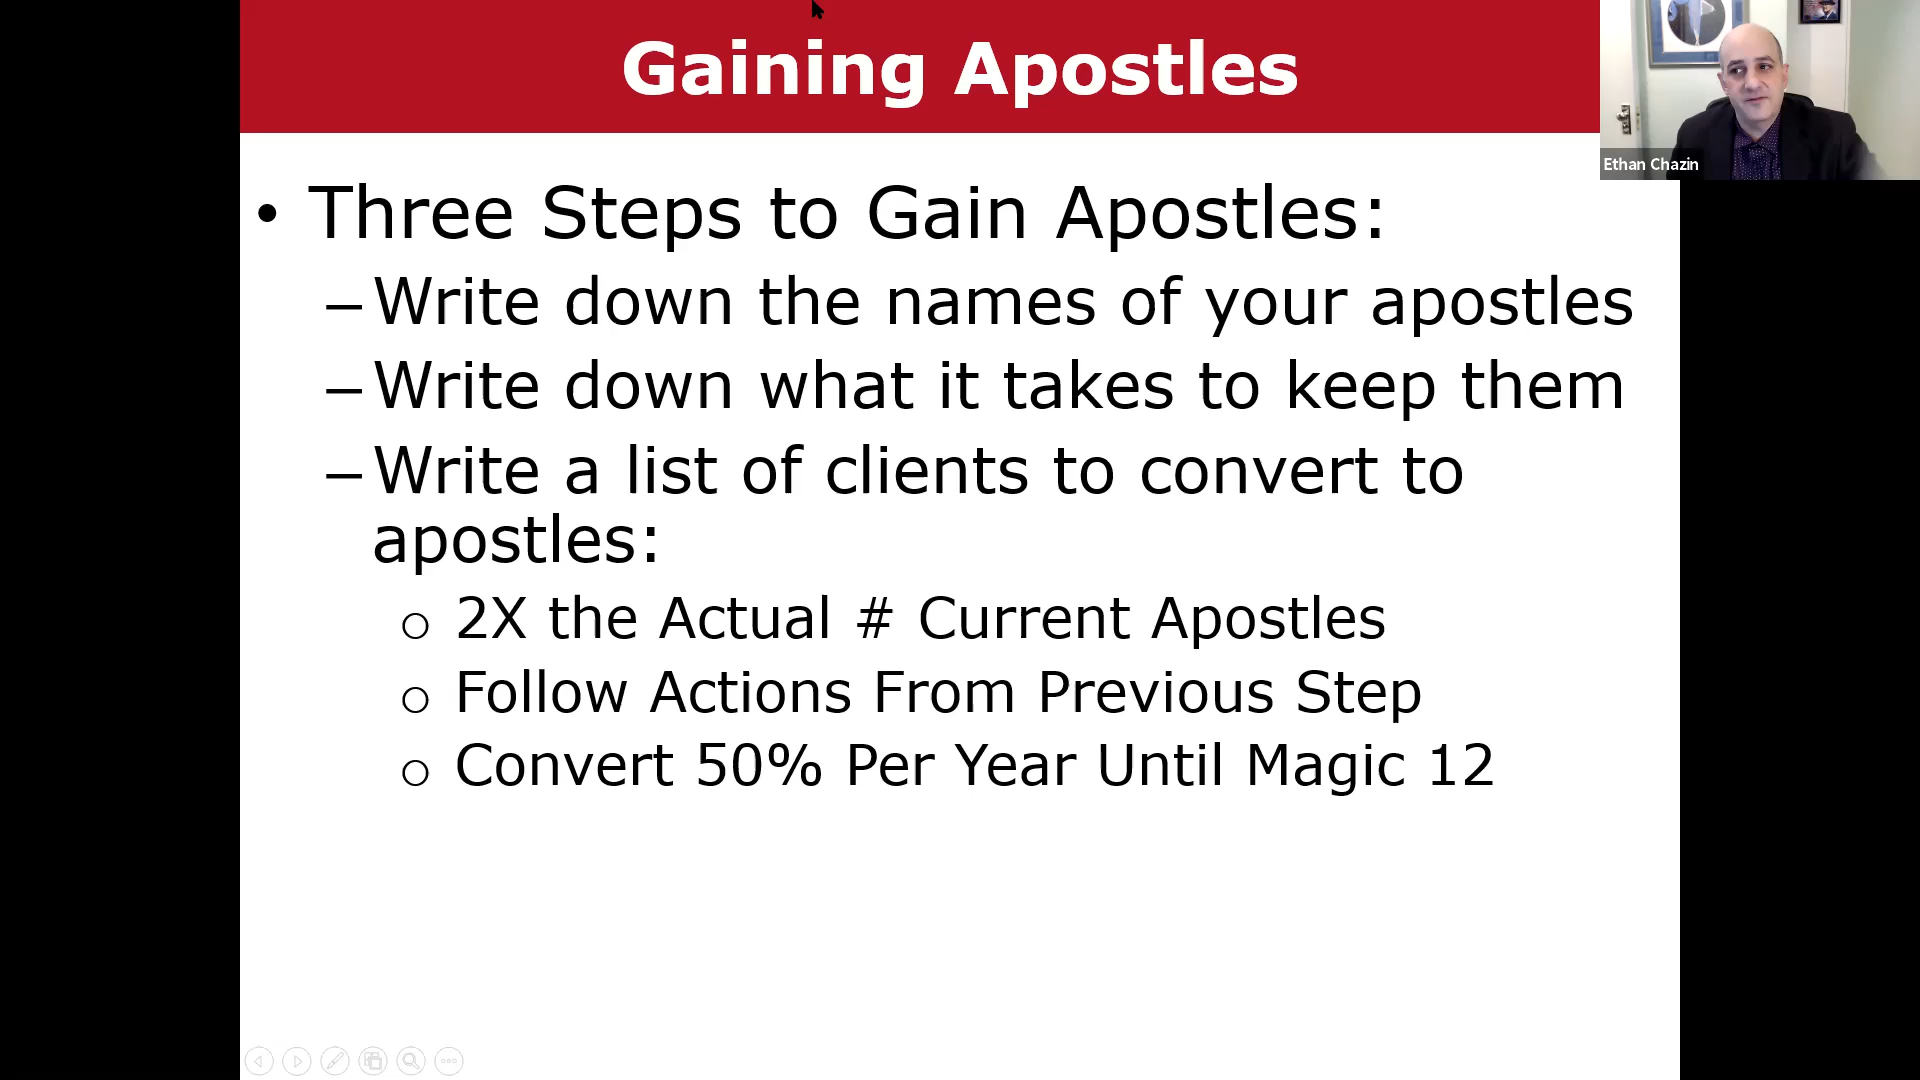 Gaining Apostles
Ethan Chazin
• Three Steps to Gain Apostles:
–Write down the names of your apostles
–Write down what it takes to keep them
–Write a list of clients to convert to
apostles:
o 2X the Actual # Current Apostles
o Follow Actions From Previous Step
o Convert 50% Per Year Until Magic 12